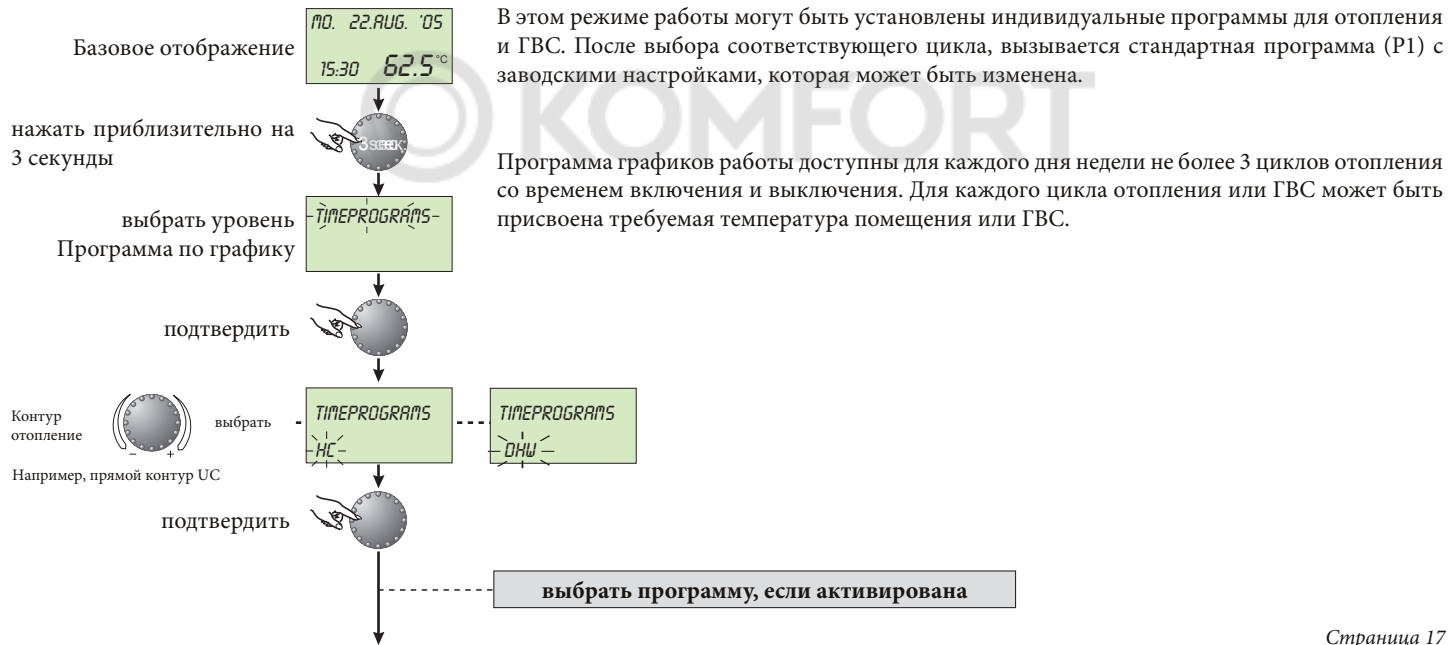 Базовое отображение
MO. 22.AUG. '05
15:30 62.5°C
В этом режиме работы могут быть установлены индивидуальные программы для отопления
и ГВС. После выбора соответствующего цикла, вызывается стандартная программа (P1) с
заводскими настройками, которая может быть изменена.
KOMFORT
нажать приблизительно на
3 секунды
Программа графиков работы доступны для каждого дня недели не более 3 циклов отопления
со временем включения и выключения. Для каждого цикла отопления или ГВС может быть
присвоена требуемая температура помещения или ГВС.
выбрать уровень
Программа по графику
TIMEPROGRAMS
подтвердить
Контур
отопление
- +
выбрать
TIMEPROGRAMS
HC
TIMEPROGRAMS
DHW
Например, прямой контур UC
подтвердить
выбрать программу, если активирована
Страница 17